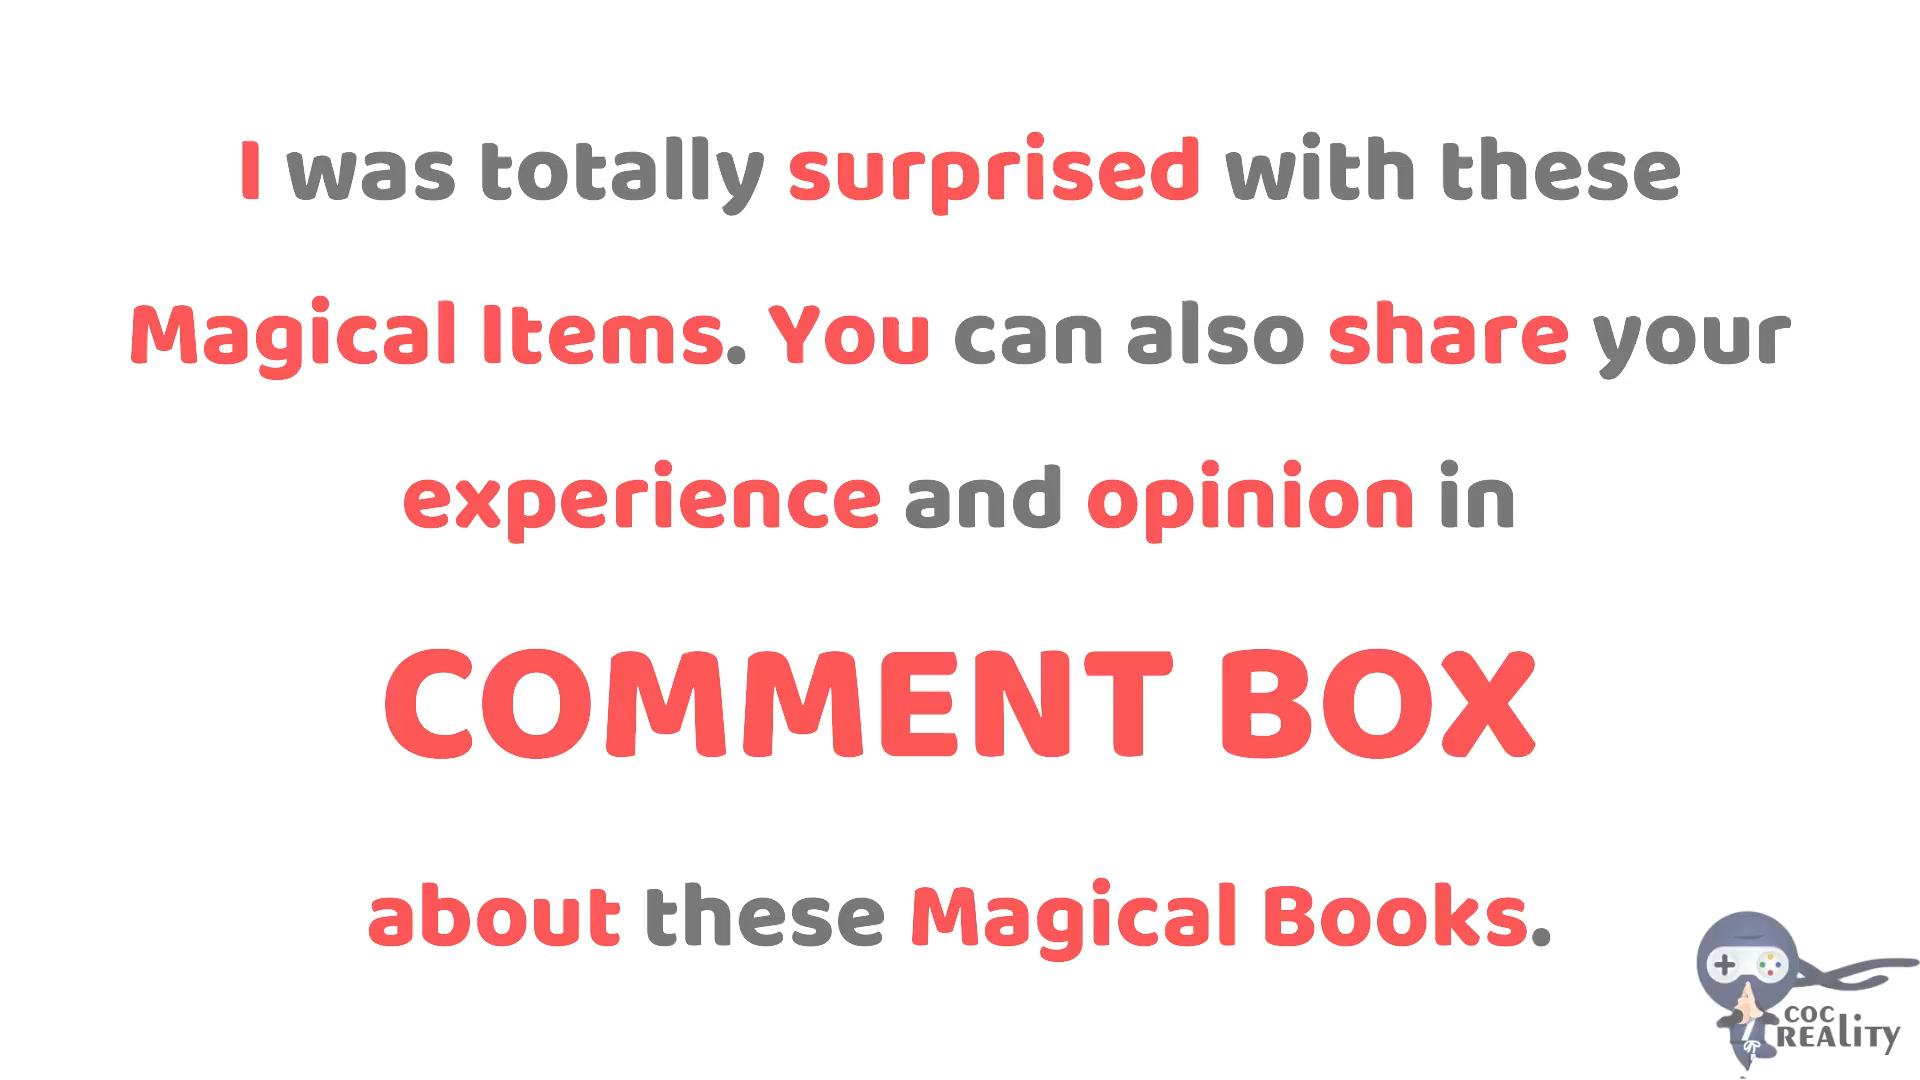 I was totally surprised with these
Magical Items. You can also share your
experience and opinion in
COMMENT BOX
about these Magical Books.
COC
REALITY